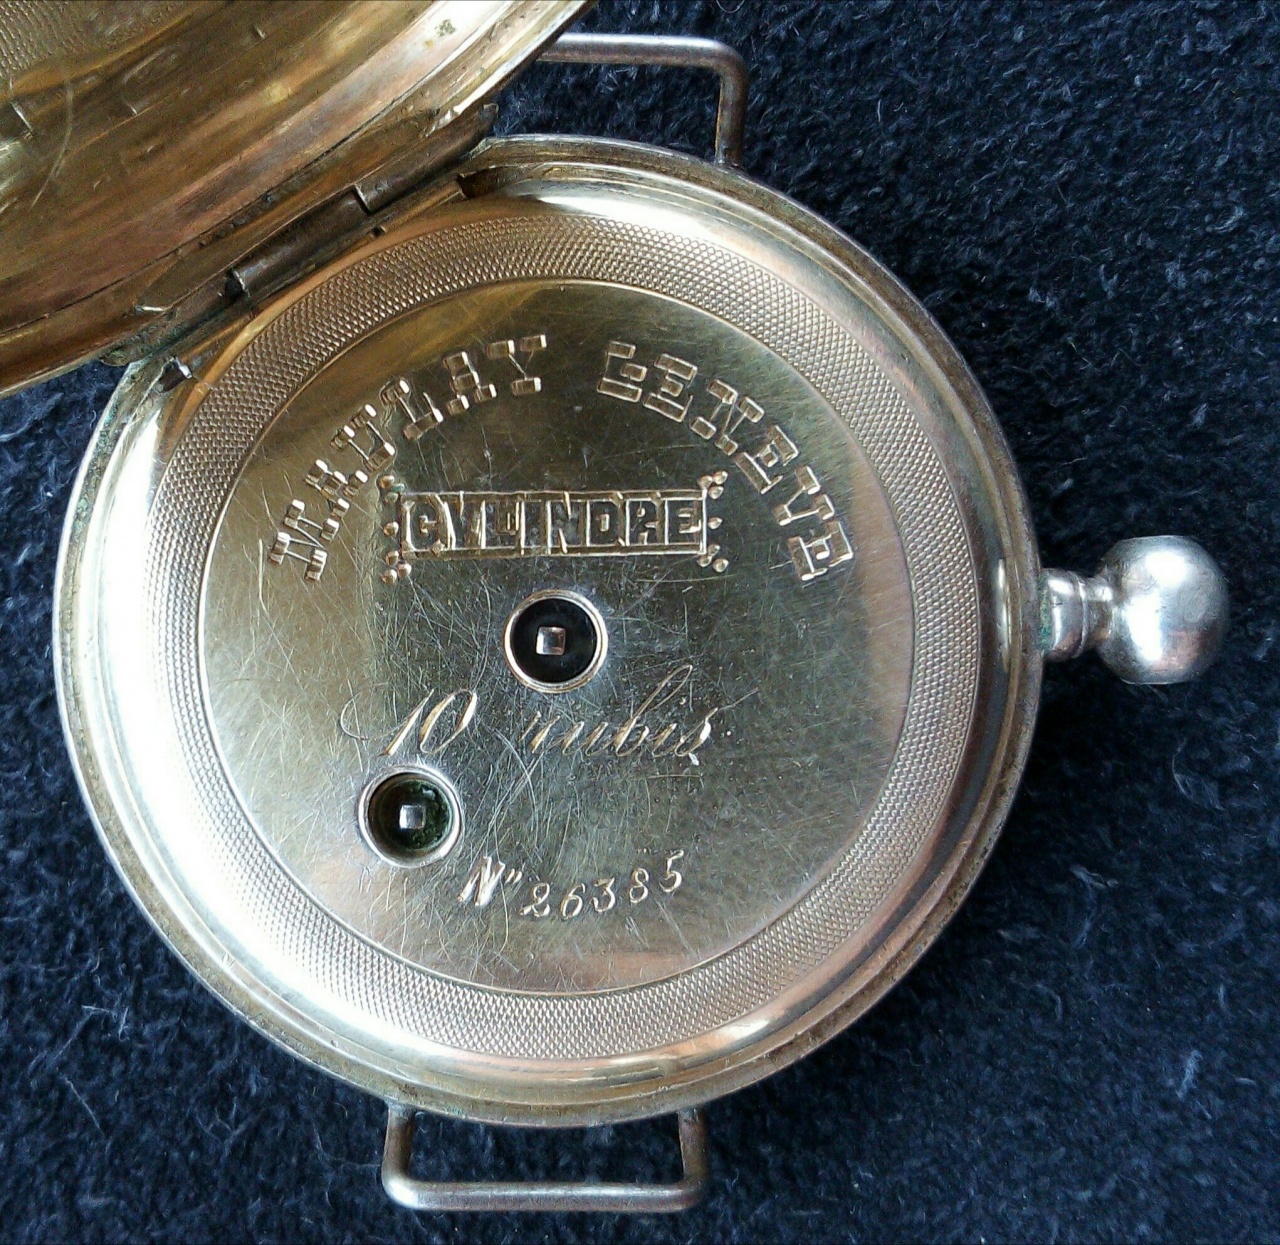 GENEVE
CYLINDRE
10 rubis
N" 26385